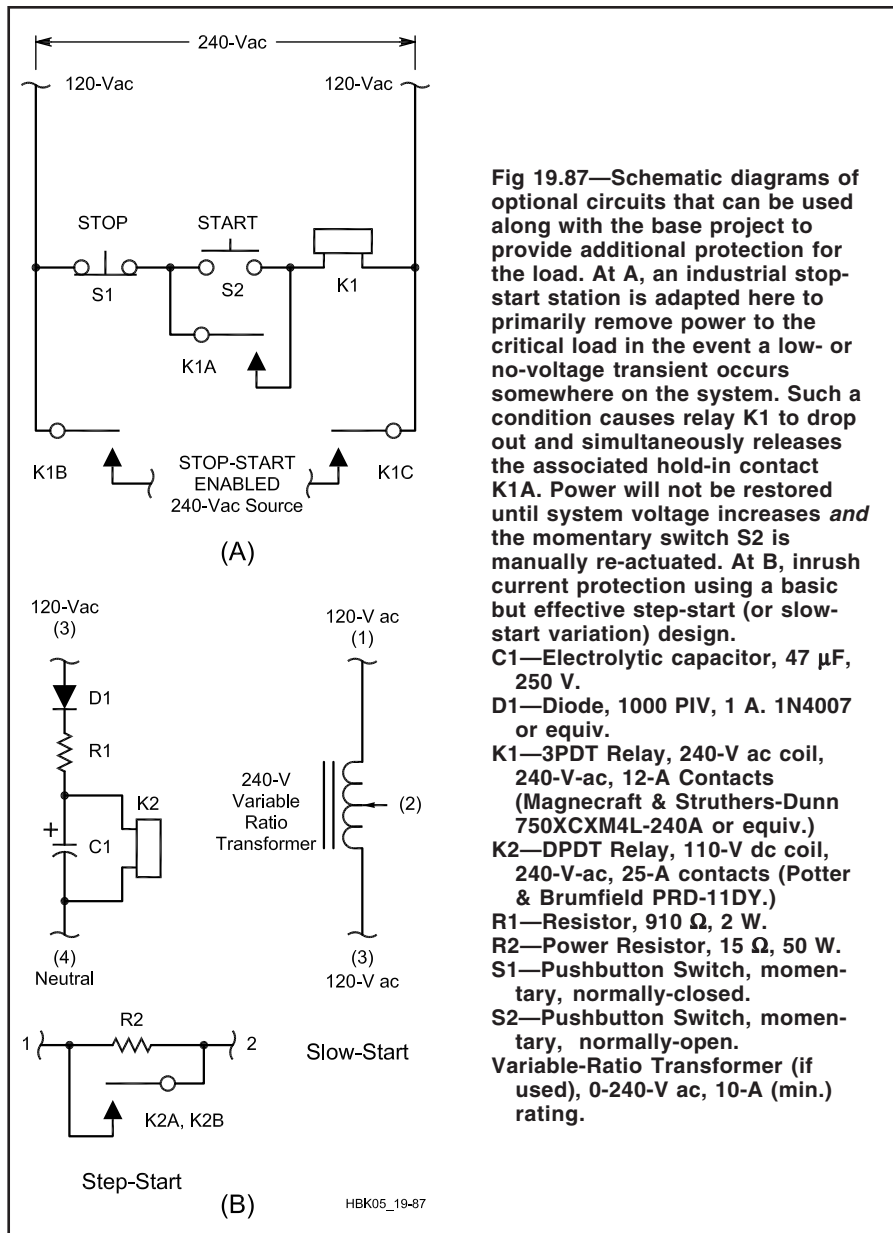 240-Vac
120-Vac
120-Vac
STOP
START
S1
S2
K1
K1A
K1B
STOP-START
ENABLED
240-Vac Source
K1C
(A)
120-Vac
(3)
D1
R1
K2
+
C1
(4)
Neutral
120-V ac
(1)
240-V
Variable
Ratio
Transformer
(2)
(3)
120-V ac
R2
1
2
Slow-Start
K2A, K2B
Step-Start
(B)
HBK05_19-87
Fig 19.87—Schematic diagrams of
optional circuits that can be used
along with the base project to
provide additional protection for
the load. At A, an industrial stop-
start station is adapted here to
primarily remove power to the
critical load in the event a low- or
no-voltage transient occurs
somewhere on the system. Such a
condition causes relay K1 to drop
out and simultaneously releases
the associated hold-in contact
K1A. Power will not be restored
until system voltage increases and
the momentary switch S2 is
manually re-actuated. At B, inrush
current protection using a basic
but effective step-start (or slow-
start variation) design.
C1—Electrolytic capacitor, 47 µF,
250 V.
D1—Diode, 1000 PIV, 1 A. 1N4007
or equiv.
K1—3PDT Relay, 240-V ac coil,
240-V-ac, 12-A Contacts
(Magnecraft & Struthers-Dunn
750XCXM4L-240A or equiv.)
K2—DPDT Relay, 110-V dc coil,
240-V-ac, 25-A contacts (Potter
& Brumfield PRD-11DY.)
R1—Resistor, 910 Ω, 2 W.
R2—Power Resistor, 15 Ω, 50 W.
S1—Pushbutton Switch, momen-
tary, normally-closed.
S2—Pushbutton Switch, momen-
tary, normally-open.
Variable-Ratio Transformer (if
used), 0-240-V ac, 10-A (min.)
rating.